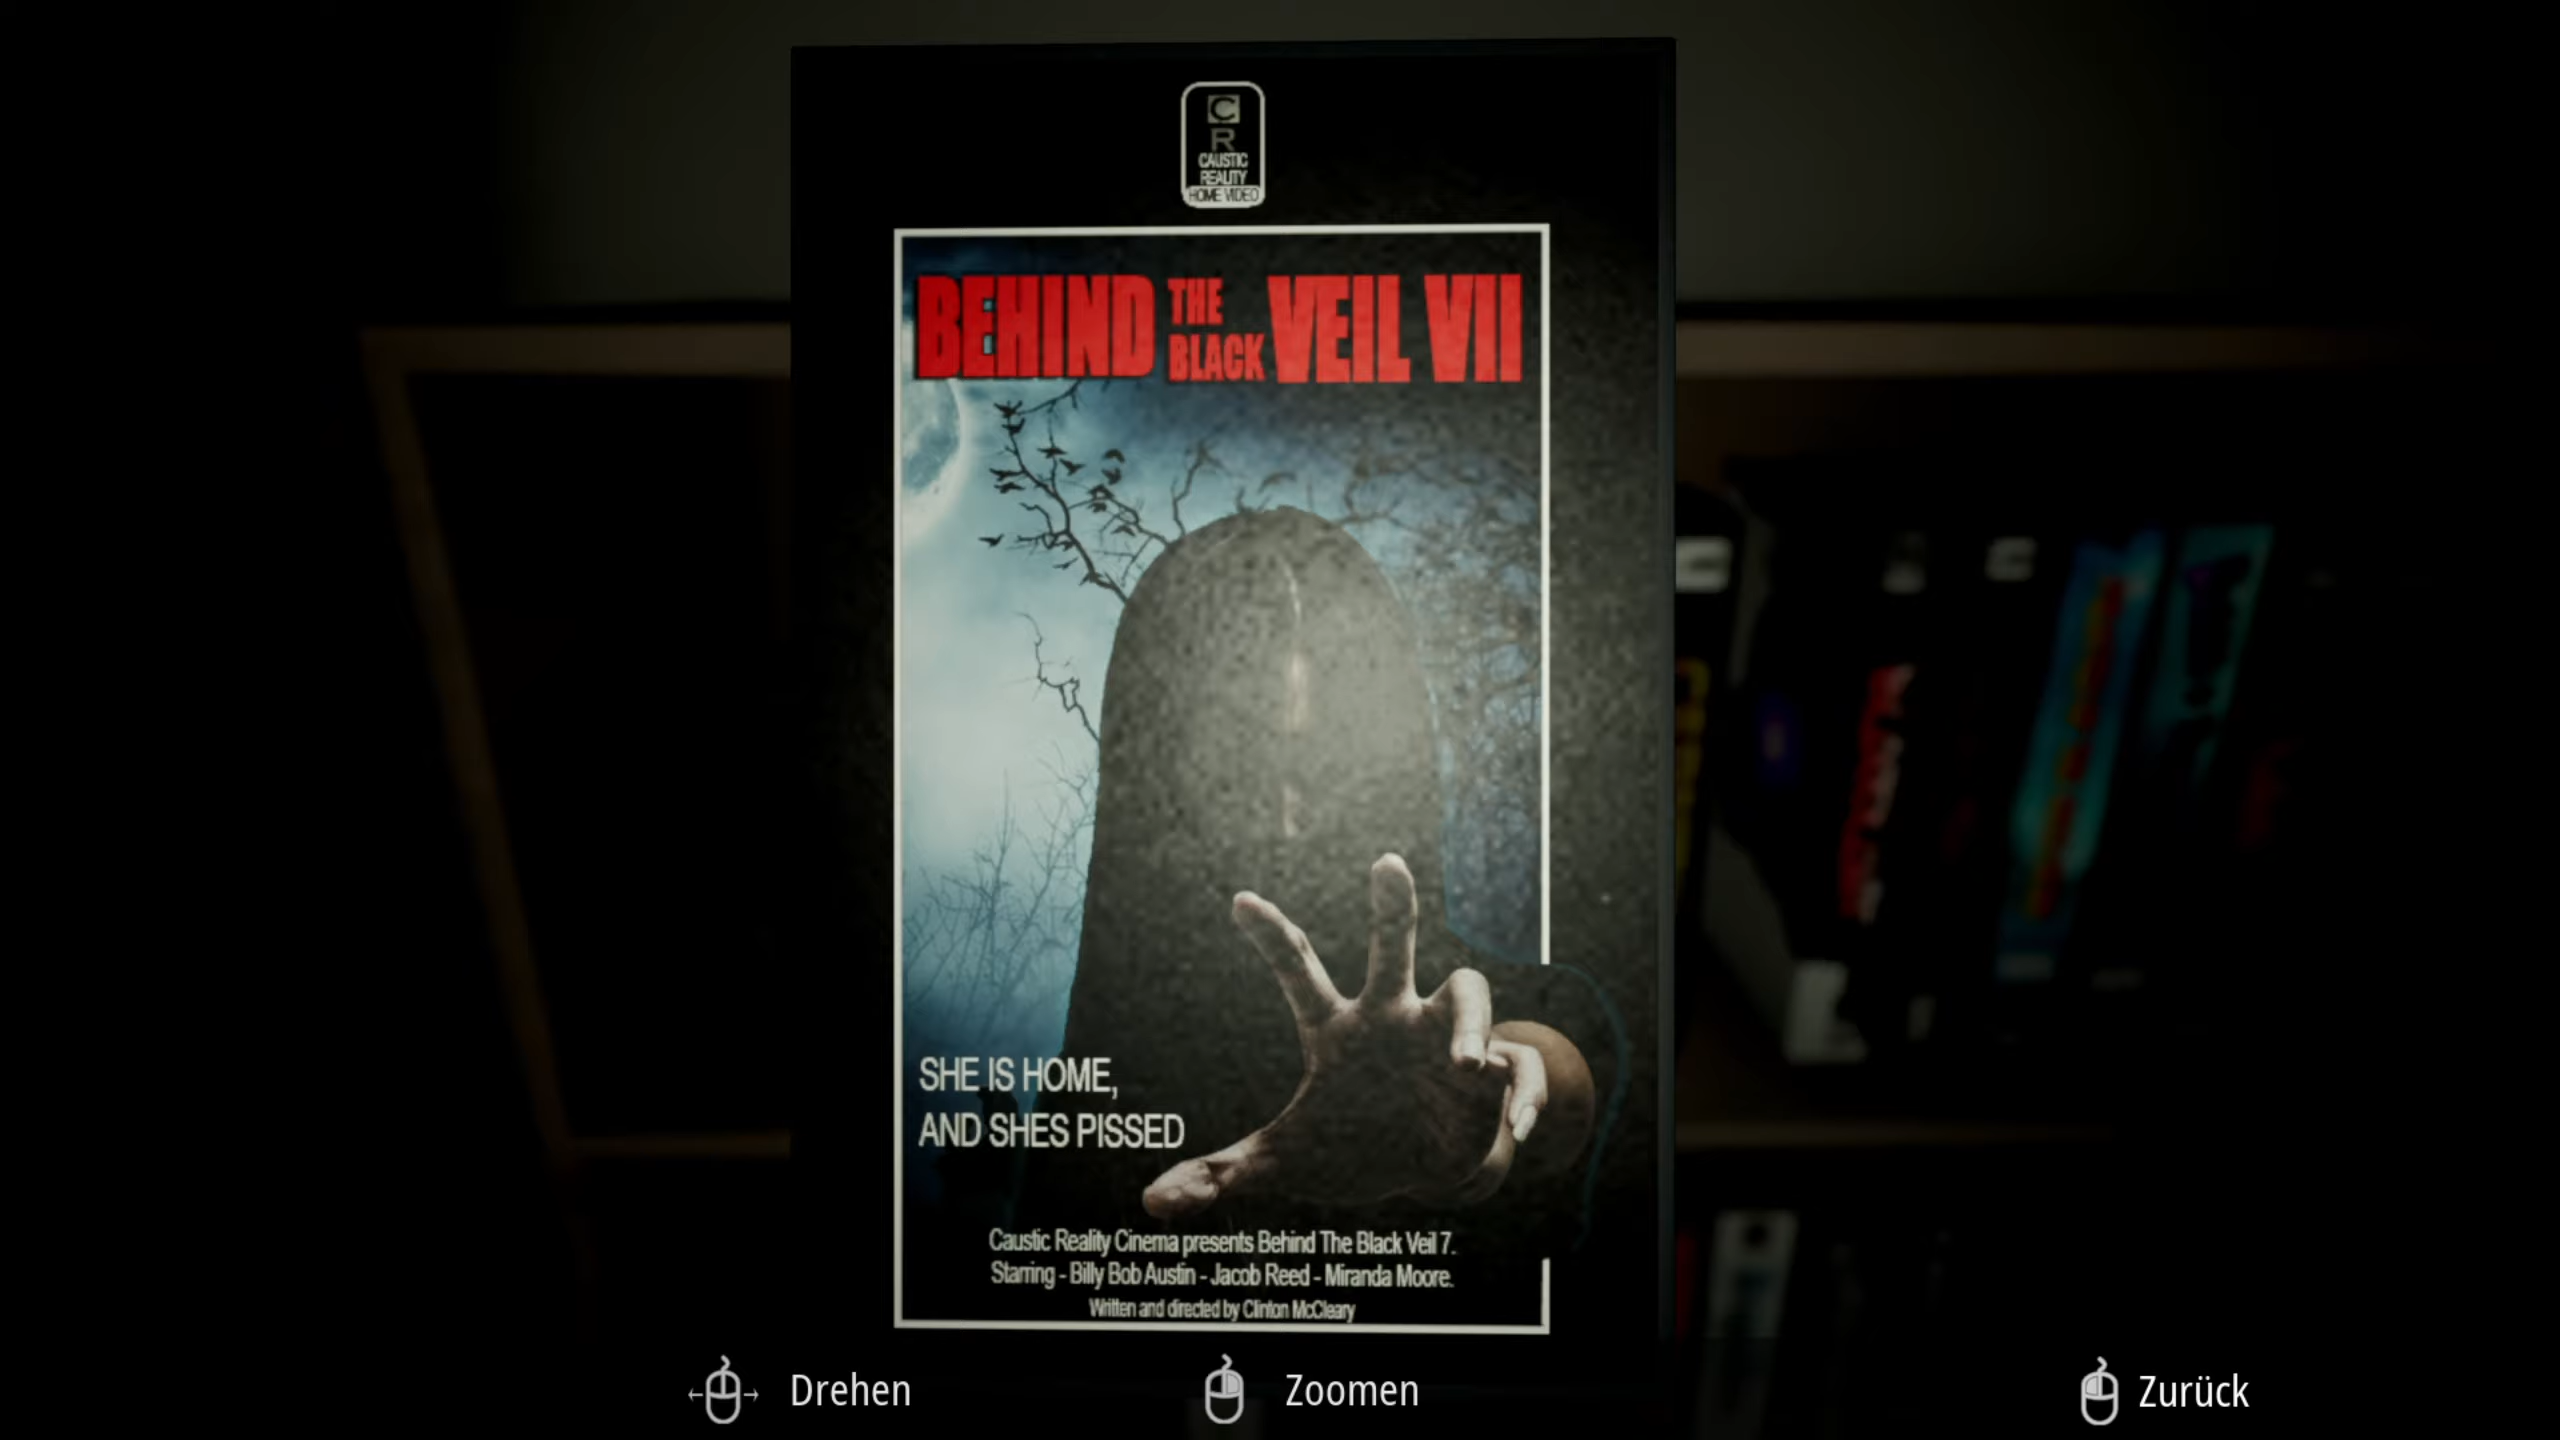 C
R
CAUSTIC
REALITY
HOME VIDEO
BEHIND THE BLACK VEIL VII
SHE IS HOME,
AND SHES PISSED
Caustic Reality Cinema presents Behind The Black Veil 7.
Starring - Billy Bob Austin - Jacob Reed - Miranda Moore.
Written and directed by Clinton McCleary
Drehen
Zoomen
Zurück